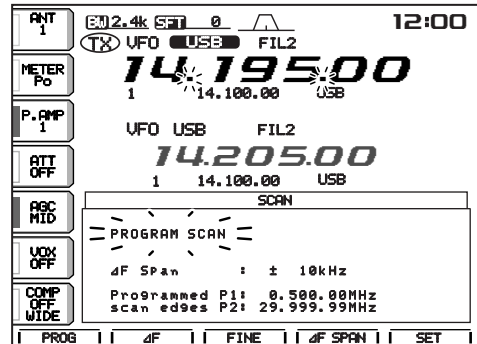 ANT
1
BW 2.4k SFT 0
12:00
TX VFO USB FIL2
METER
Po
14.195.00
1 14.100.00 USB
P.AMP
1
VFO USB FIL2
ATT
OFF
14.205.00
1 14.100.00 USB
AGC
MID
SCAN
PROGRAM SCAN
VOX
OFF
⊿F Span : ± 10kHz
COMP
OFF
WIDE
Programmed P1: 0.500.00MHz
scan edges P2: 29.999.99MHz
PROG ⊿F FINE ⊿F SPAN SET